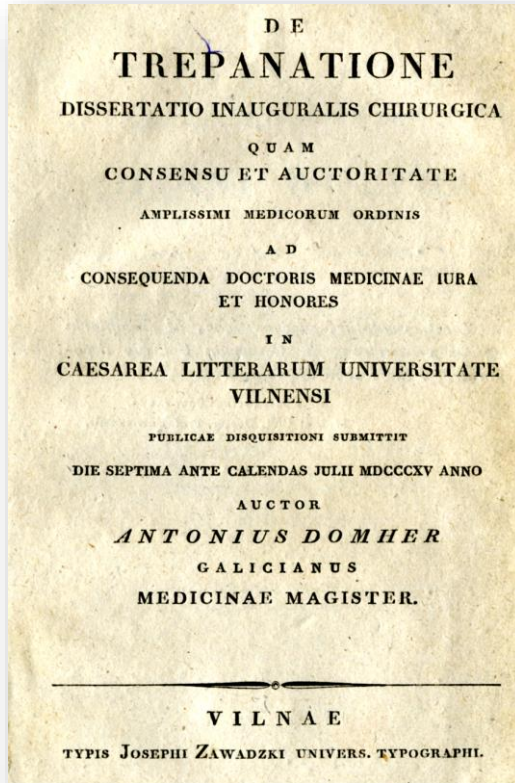 DE
TREPANATIONE
DISSERTATIO INAUGURALIS CHIRURGICA
QUAM
CONSENSU ET AUCTORITATE
AMPLISSIMI MEDICORUM ORDINIS
AD
CONSEQUENDA DOCTORIS MEDICINAE IURA
ET HONORES
IN
CAESAREA LITTERARUM UNIVERSITATE
VILNENSI
PUBLICAE DISQUISITIONI SUBMITTIT
DIE SEPTIMA ANTE CALENDAS JULII MDCCCXV ANNO
AUCTOR
ANTONIUS DOMHER
GALICIANUS
MEDICINAE MAGISTER.
VILNAE
TYPIS JOSEPHI ZAWADZKI UNIVERS. TYPOGRAPHI.